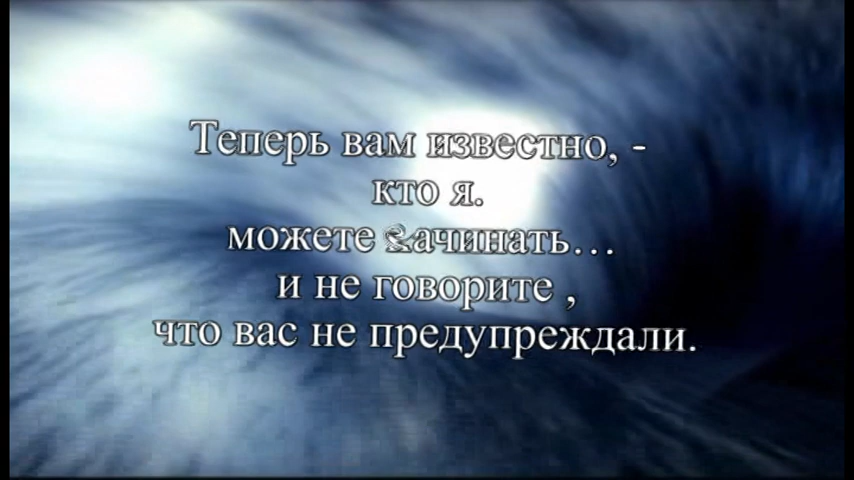 Теперь вам известно, -
кто я.
можете начинать...
и не говорите ,
что вас не предупреждали.